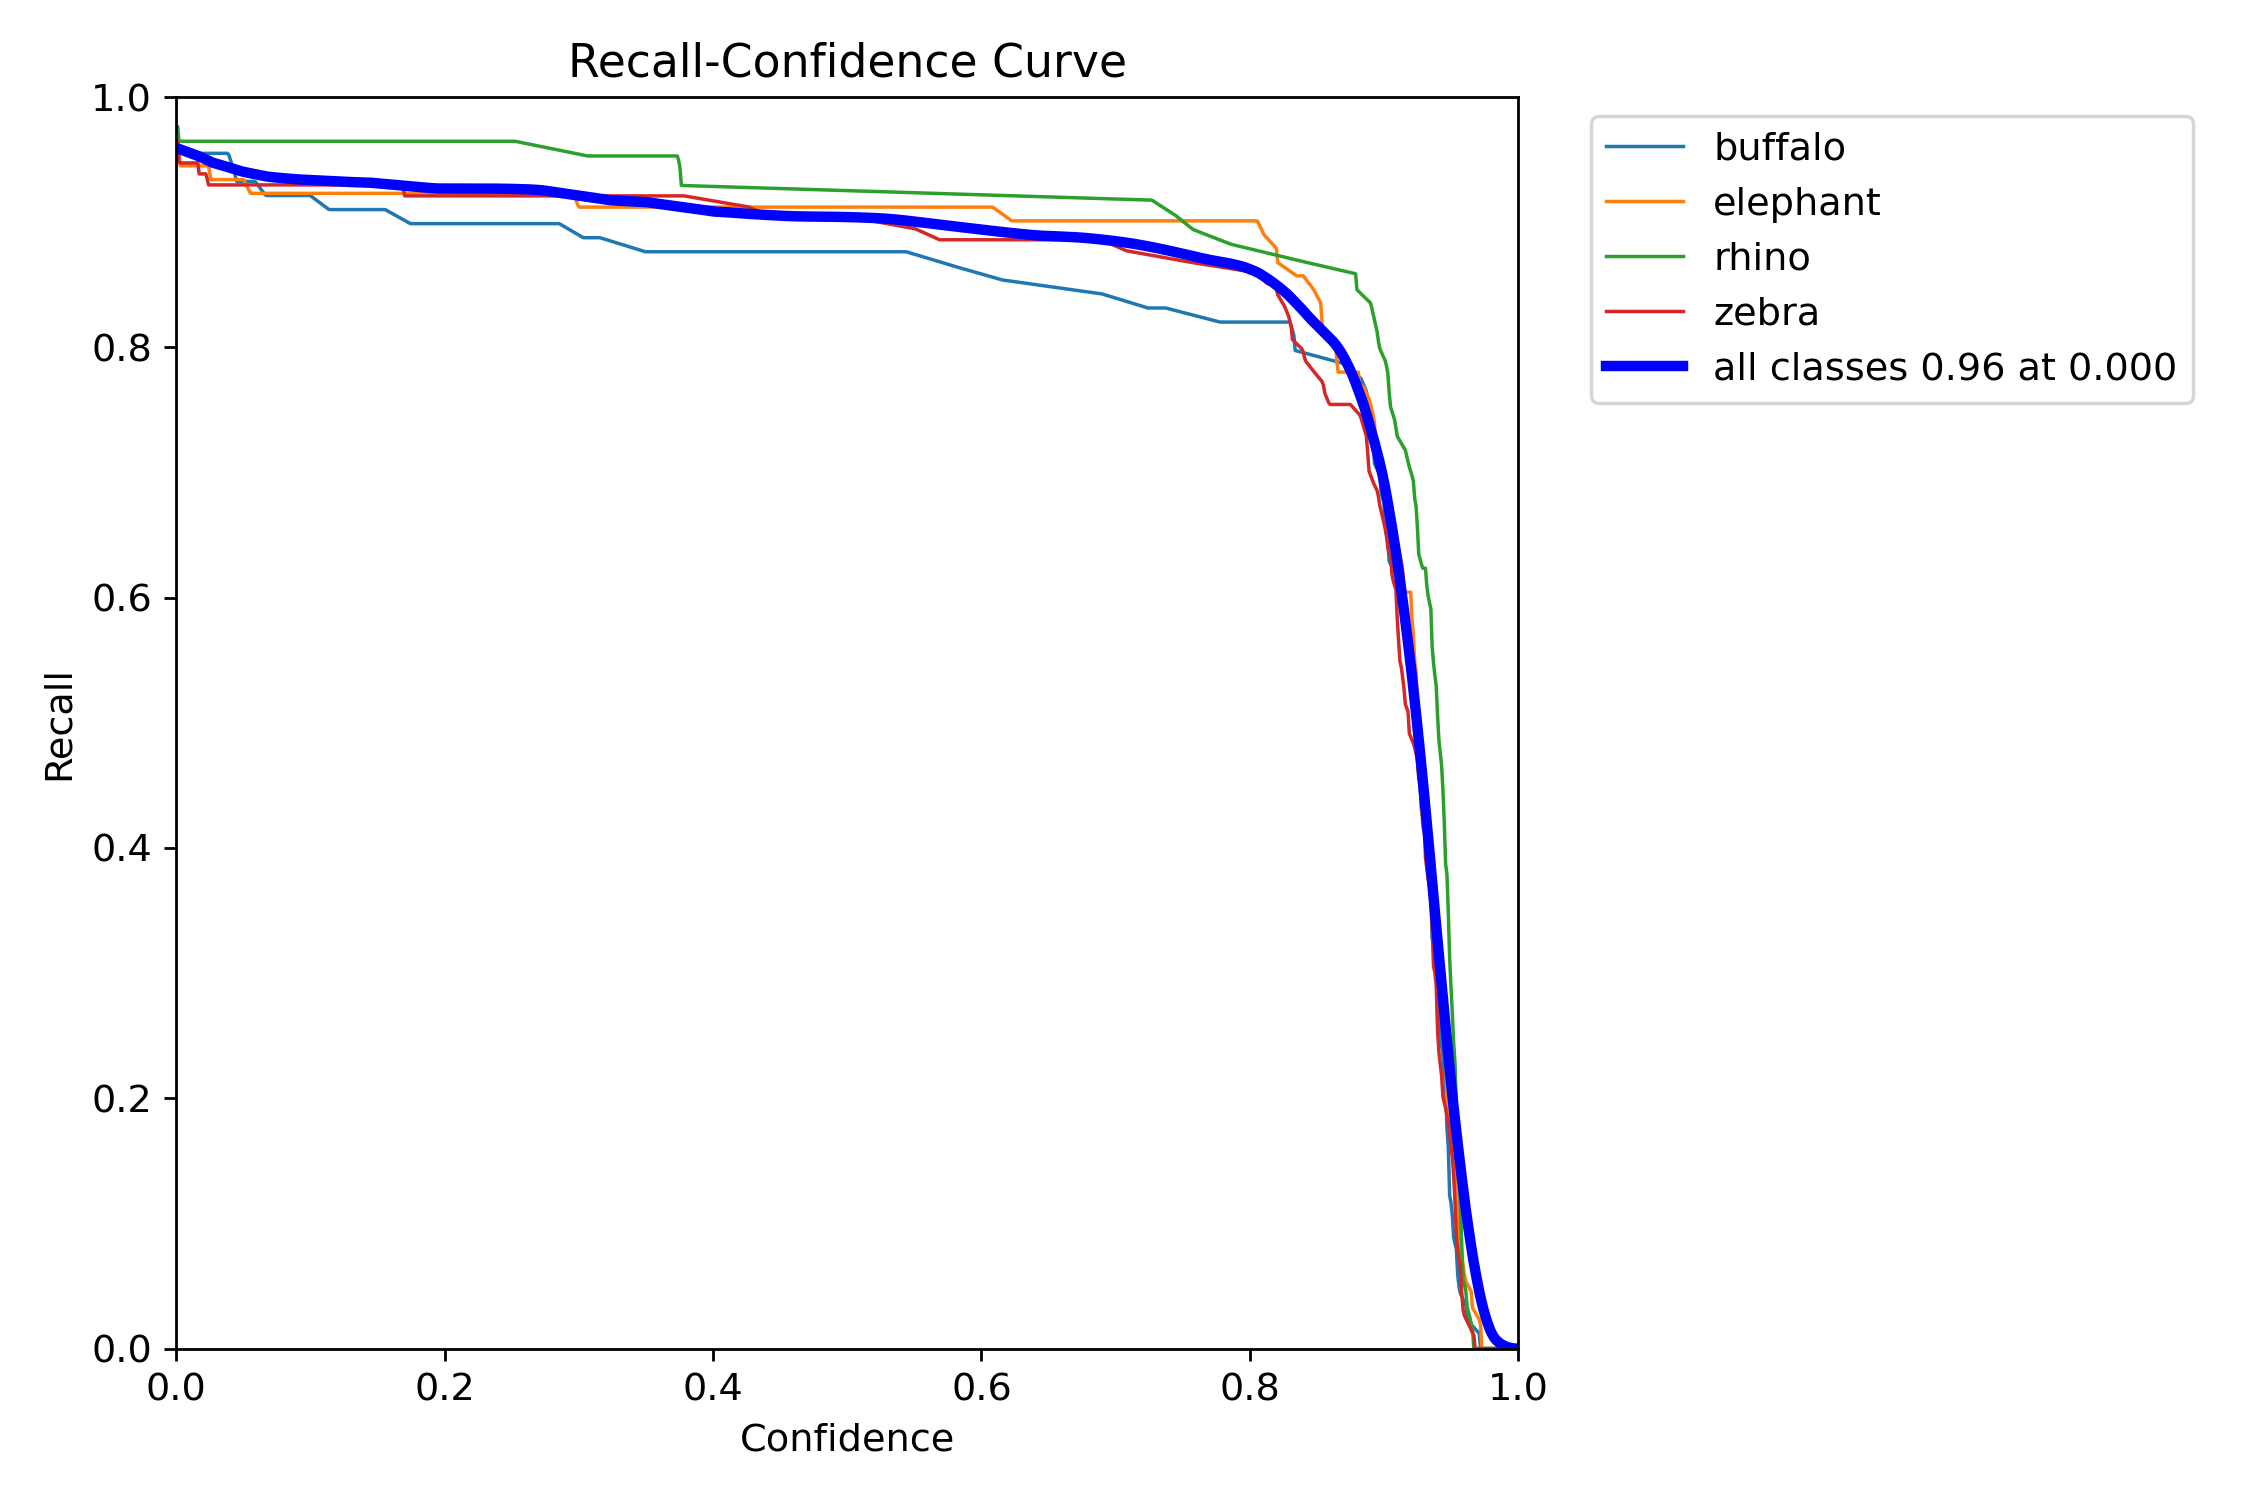 Recall-Confidence Curve
1.0
0.8
0.6
0.4
0.2
0.0
Recall
0.0 0.2 0.4 0.6 0.8 1.0
Confidence
buffalo
elephant
rhino
zebra
all classes 0.96 at 0.000